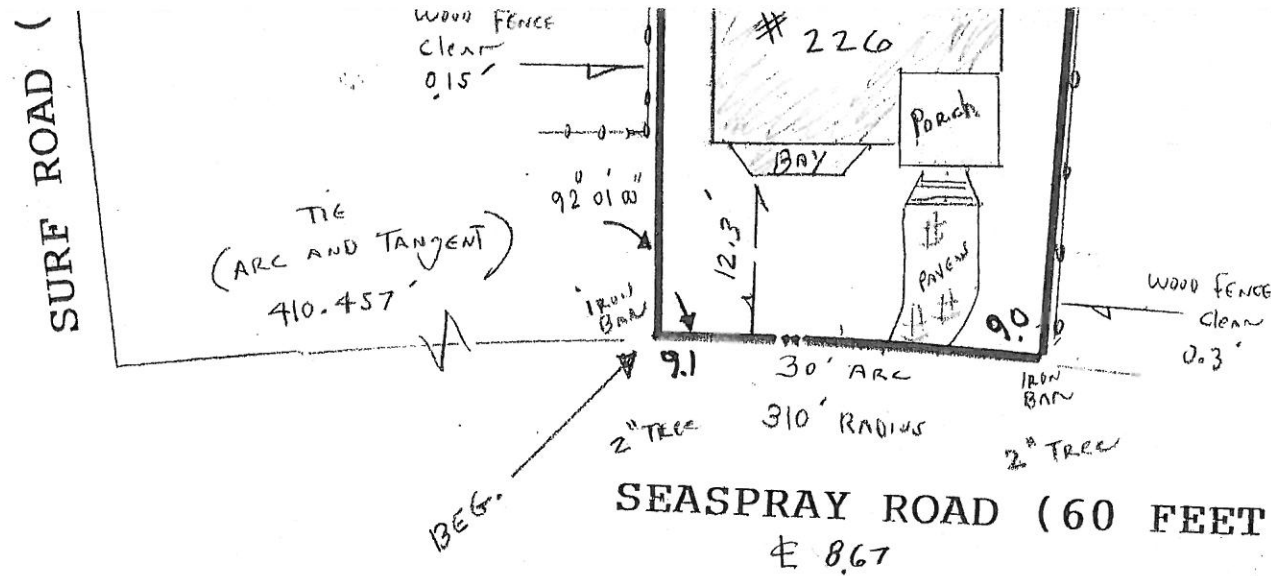 SURF ROAD (
WOOD FENCE
Clear
0.15'
# 226
PORCH
BAY
92° 01' 00"
TIE
(ARC AND TANGENT)
410.457'
12.3'
PAVERS
IRON
BAR
9.1
9.0
WOOD FENCE
Clear
0.3'
30' ARC
310' RADIUS
IRON
BAR
2" TREE
2" TREE
BEG.
SEASPRAY ROAD (60 FEET
℄ 8.67